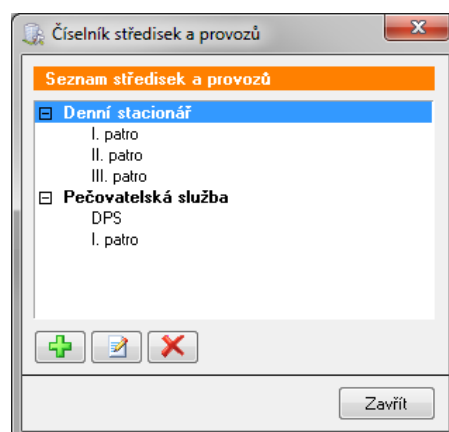 Číselník středisek a provozů
Seznam středisek a provozů
Denní stacionář
I. patro
II. patro
III. patro
Pečovatelská služba
DPS
I. patro
Zavřít